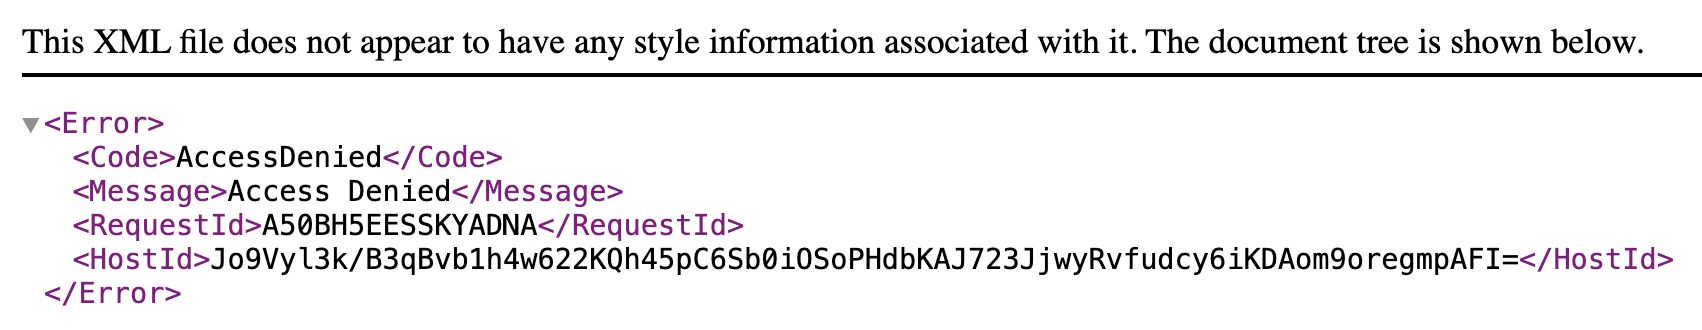 This XML file does not appear to have any style information associated with it. The document tree is shown below.
<Error>
<Code>AccessDenied</Code>
<Message>Access Denied</Message>
<RequestId>A50BH5EESSKYADNA</RequestId>
<HostId>Jo9Vyl3k/B3qBvb1h4w622KQh45pC6Sb0iOSoPHdbKAJ723JjwyRvfudcy6iKDAom9oregmpAFI=</HostId>
</Error>